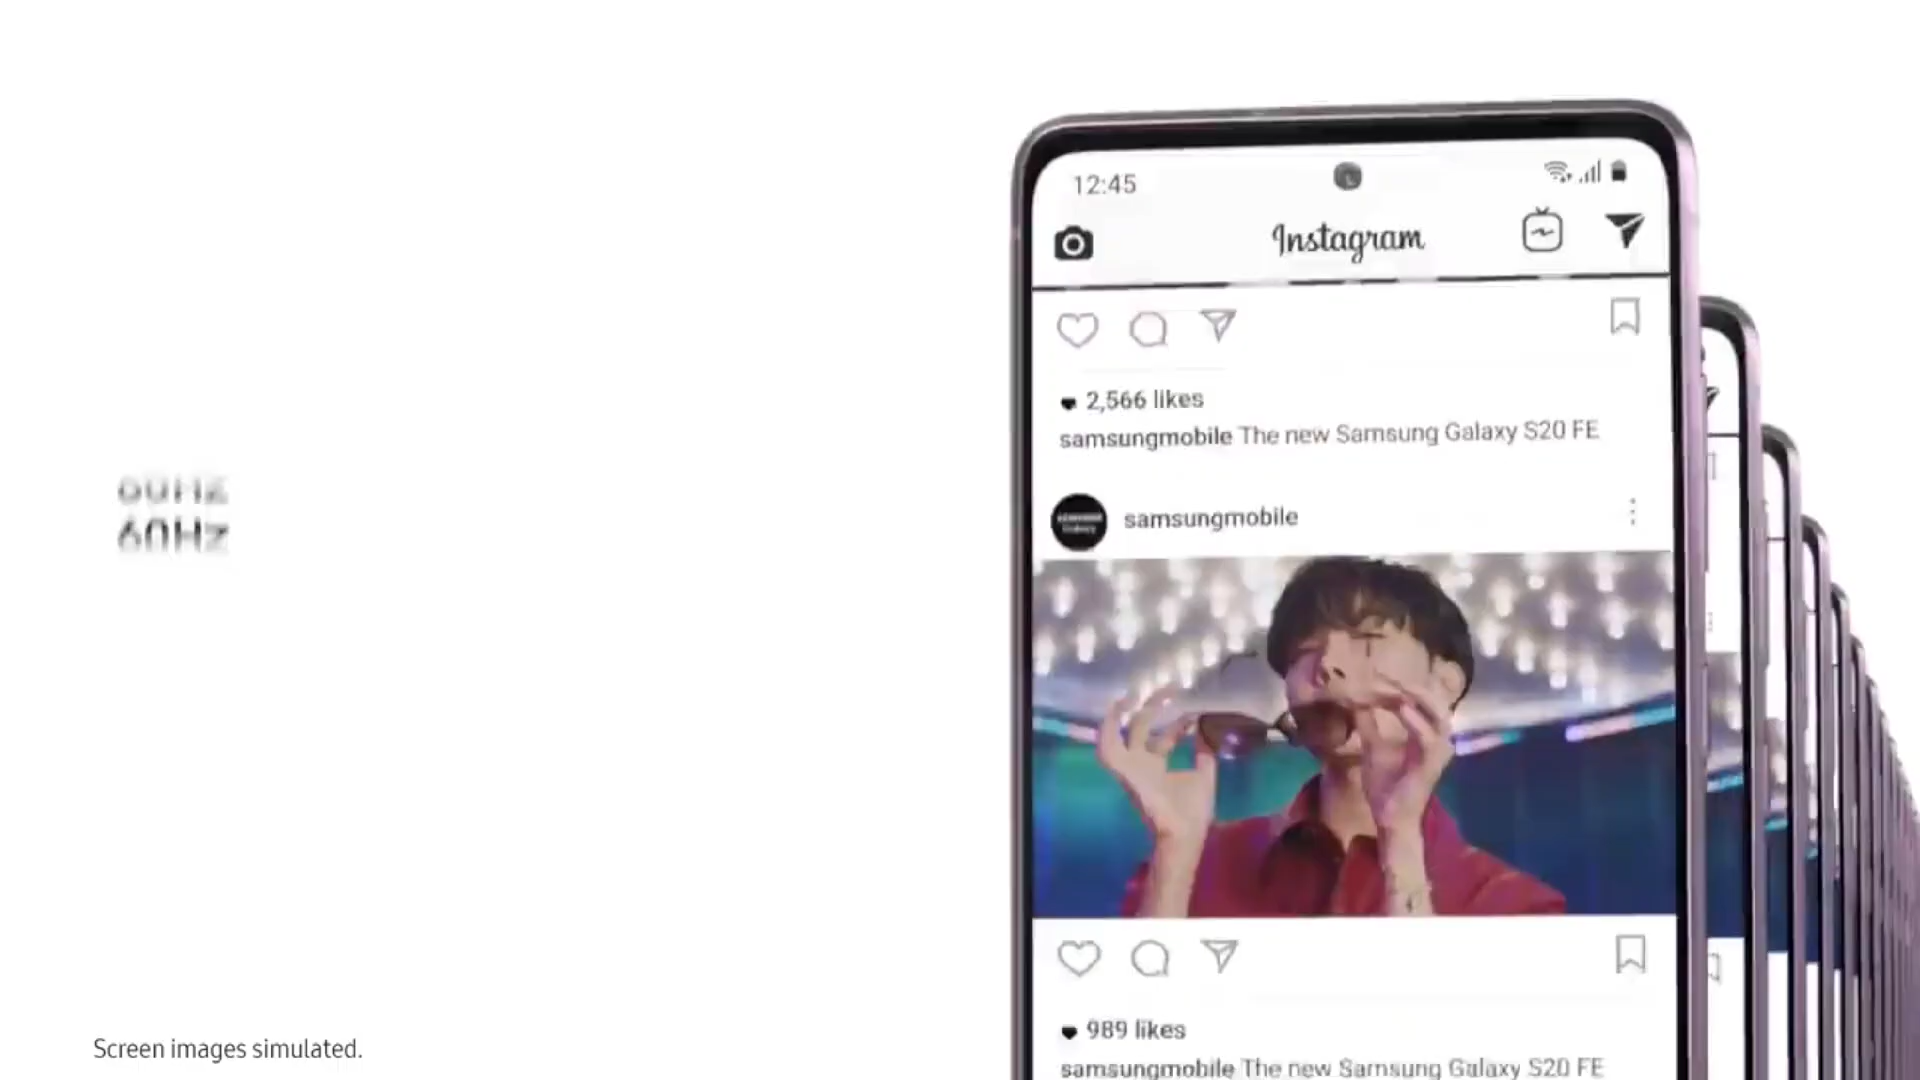 12:45
Instagram
2,566 likes
samsungmobile The new Samsung Galaxy S20 FE
samsungmobile
60Hz
60Hz
989 likes
samsungmobile The new Samsung Galaxy S20 FE
Screen images simulated.